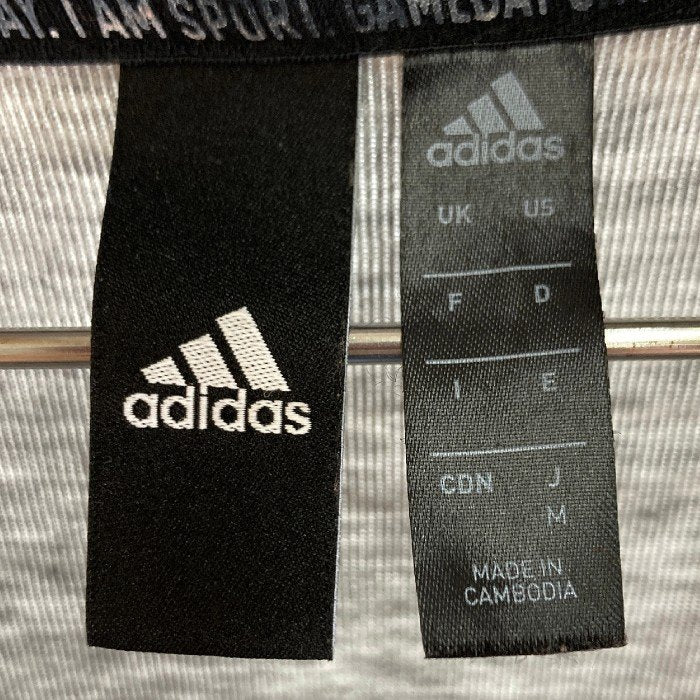 AY. I AM SPORT. GAMEDAY
adidas
adidas
UK US
F D
I E
CDN J
M
MADE IN
CAMBODIA